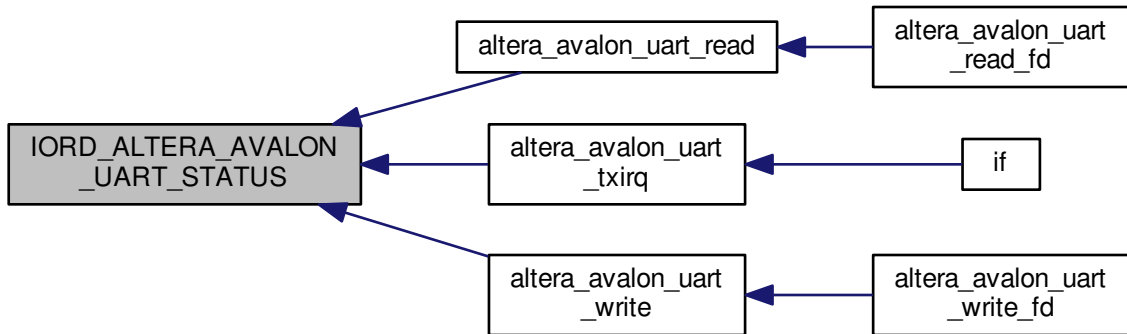 altera_avalon_uart_read
altera_avalon_uart
_read_fd
IORD_ALTERA_AVALON
_UART_STATUS
altera_avalon_uart
_txirq
if
altera_avalon_uart
_write
altera_avalon_uart
_write_fd